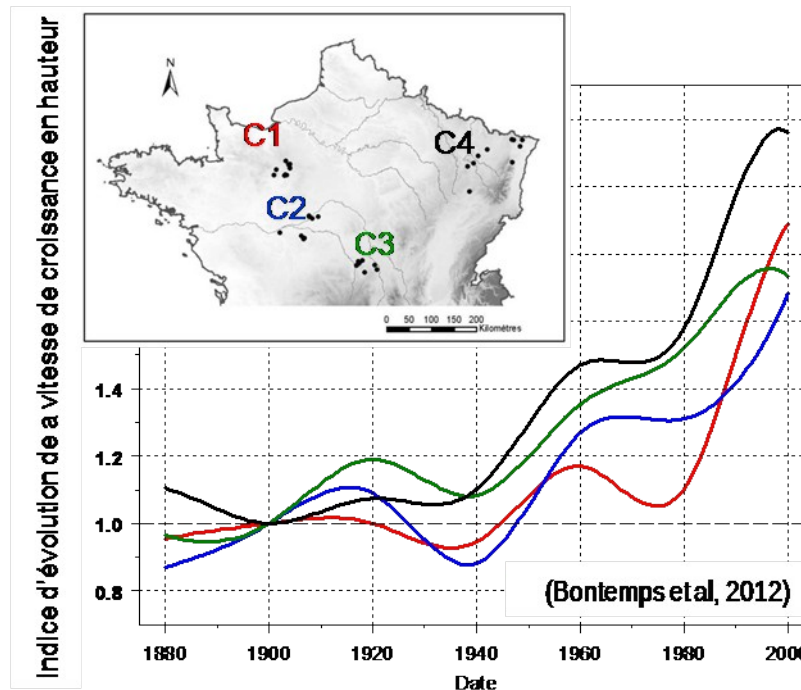 Indice d'évolution de a vitesse de croissance en hauteur
N
C1
C2
C3
C4
0 50 100 150 200
Kilomètres
1.4
1.2
1.0
0.8
(Bontemps et al, 2012)
1880 1900 1920 1940 1960 1980 2000
Date